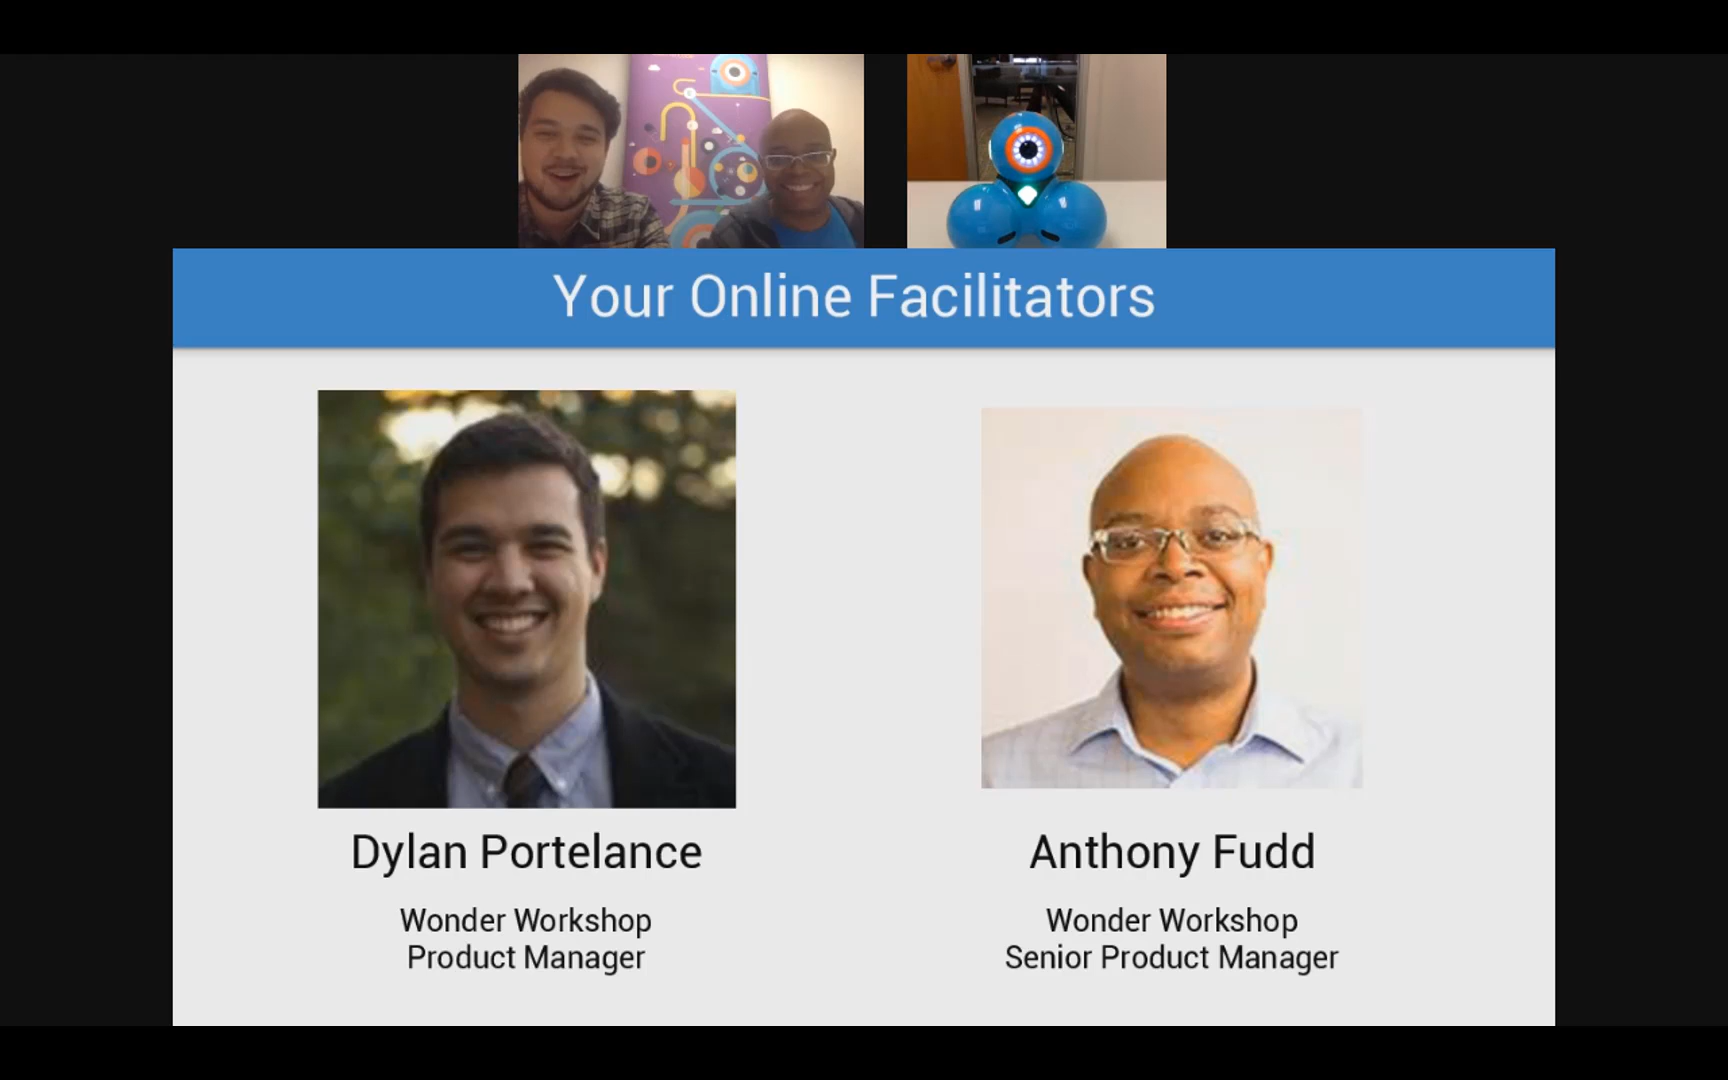 Your Online Facilitators
Dylan Portelance
Wonder Workshop
Product Manager
Anthony Fudd
Wonder Workshop
Senior Product Manager